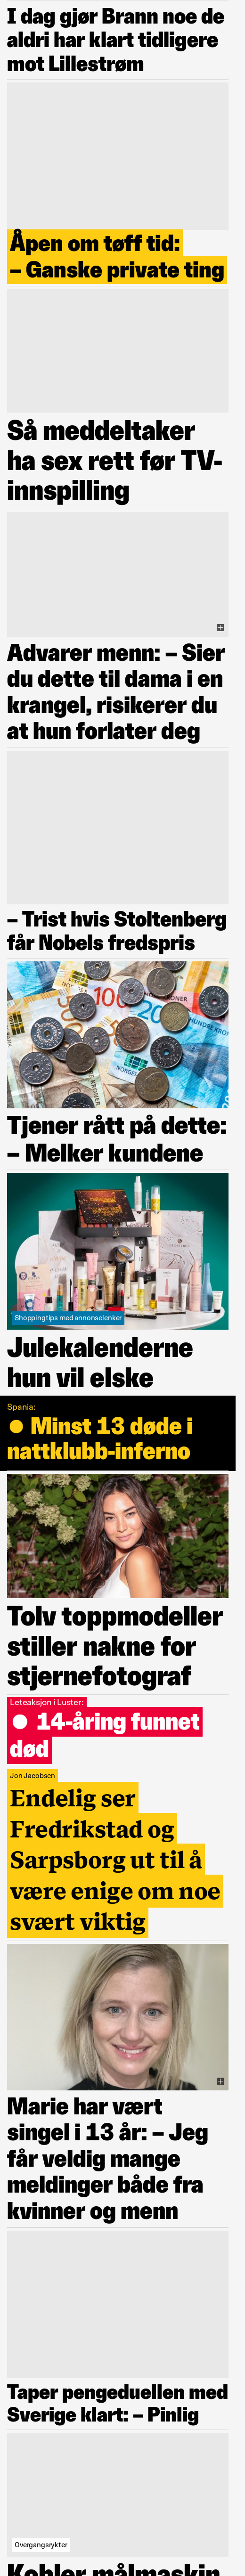 I dag gjør Brann noe de
aldri har klart tidligere
mot Lillestrøm
Åpen om tøff tid:
– Ganske private ting
Så meddeltaker
ha sex rett før TV-
innspilling
Advarer menn: – Sier
du dette til dama i en
krangel, risikerer du
at hun forlater deg
– Trist hvis Stoltenberg
får Nobels fredspris
Tjener rått på dette:
– Melker kundene
Shoppingtips med annonselenker
Julekalenderne
hun vil elske
Spania:
● Minst 13 døde i
nattklubb-inferno
Tolv toppmodeller
stiller nakne for
stjernefotograf
Leteaksjon i Luster:
● 14-åring funnet
død
Jon Jacobsen
Endelig ser
Fredrikstad og
Sarpsborg ut til å
være enige om noe
svært viktig
Marie har vært
singel i 13 år: – Jeg
får veldig mange
meldinger både fra
kvinner og menn
Taper pengeduellen med
Sverige klart: – Pinlig
Overgangsrykter
Kobler målmaskin